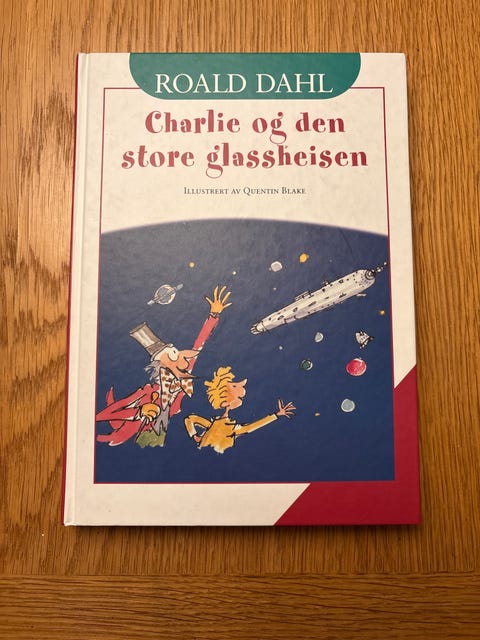 ROALD DAHL
Charlie og den
store glassheisen
Illustrert av Quentin Blake